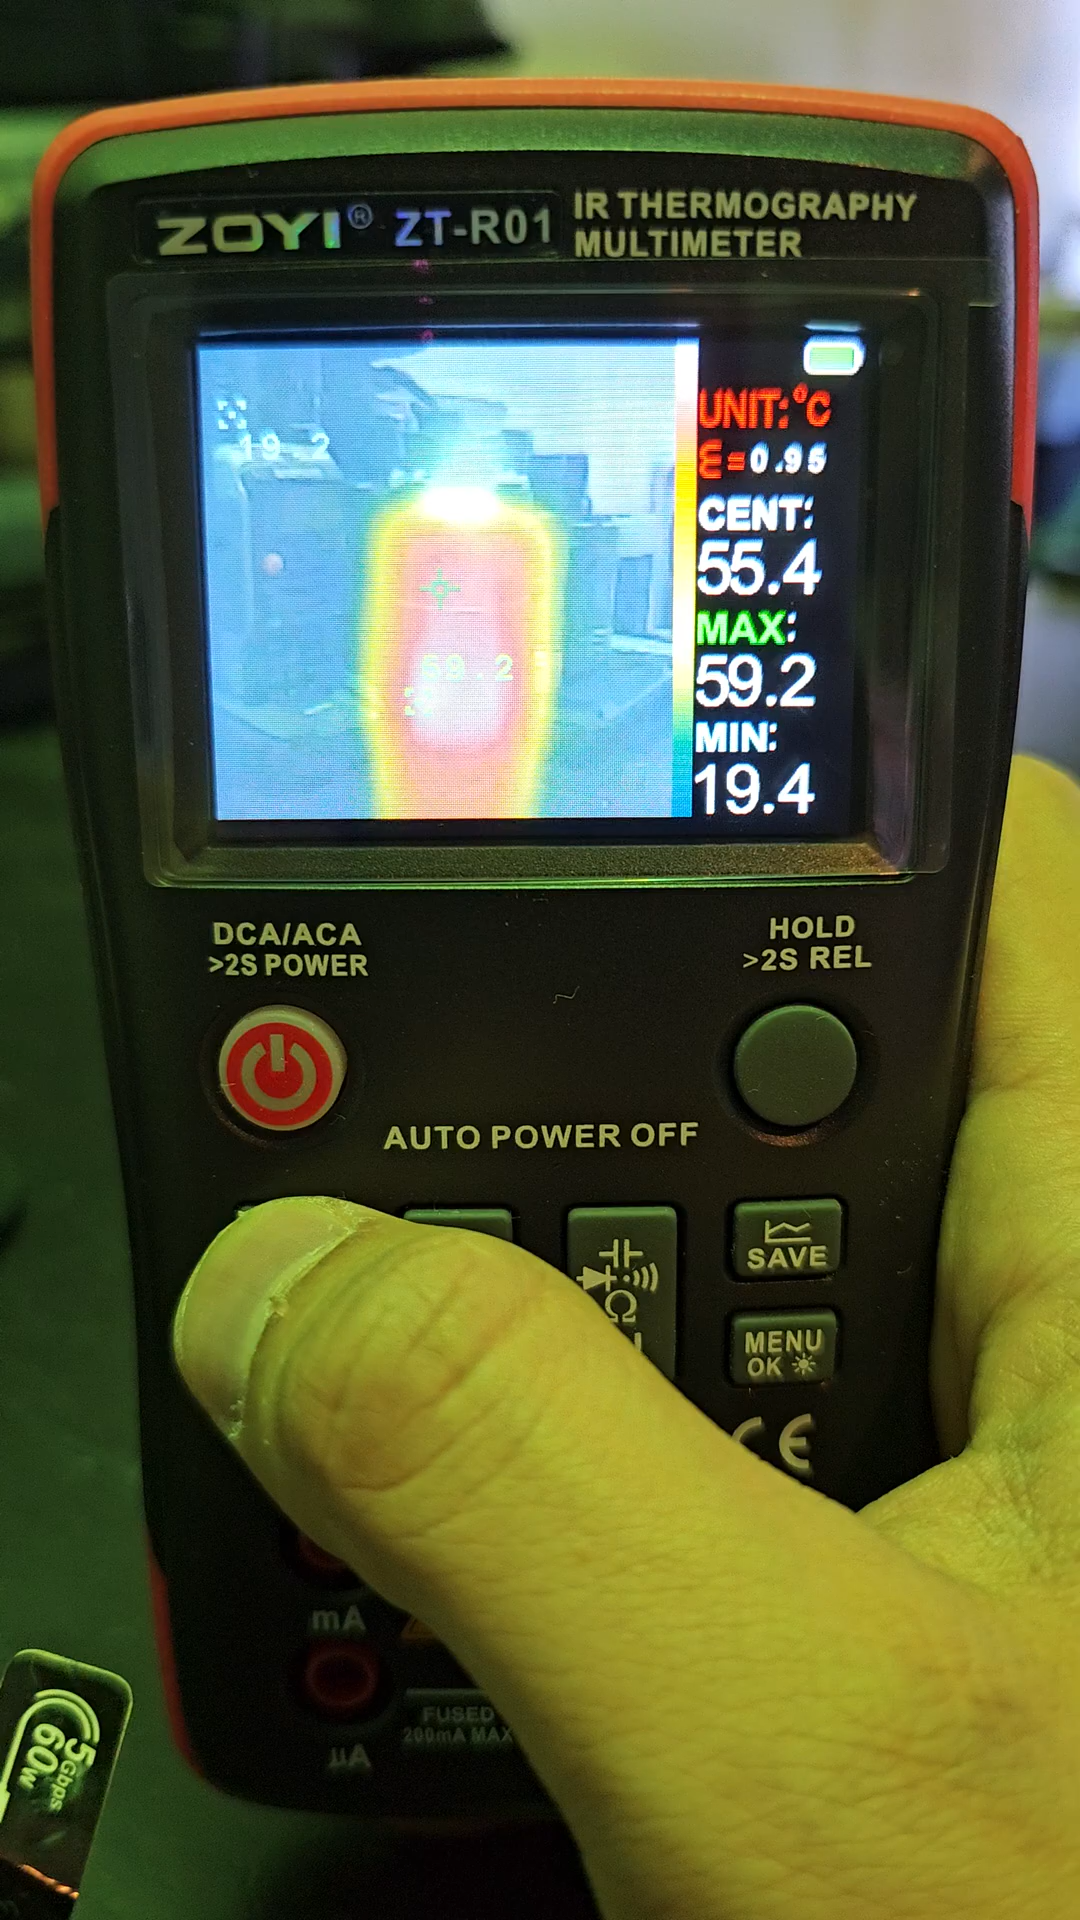 ZOYI® ZT-R01
IR THERMOGRAPHY
MULTIMETER
19.2
59.2
UNIT:°C
ε=0.95
CENT:
55.4
MAX:
59.2
MIN:
19.4
DCA/ACA
>2S POWER
HOLD
>2S REL
AUTO POWER OFF
SAVE
Ω
MENU
OK
CE
mA
FUSED
200mA MAX
µA
5Gbps
60W